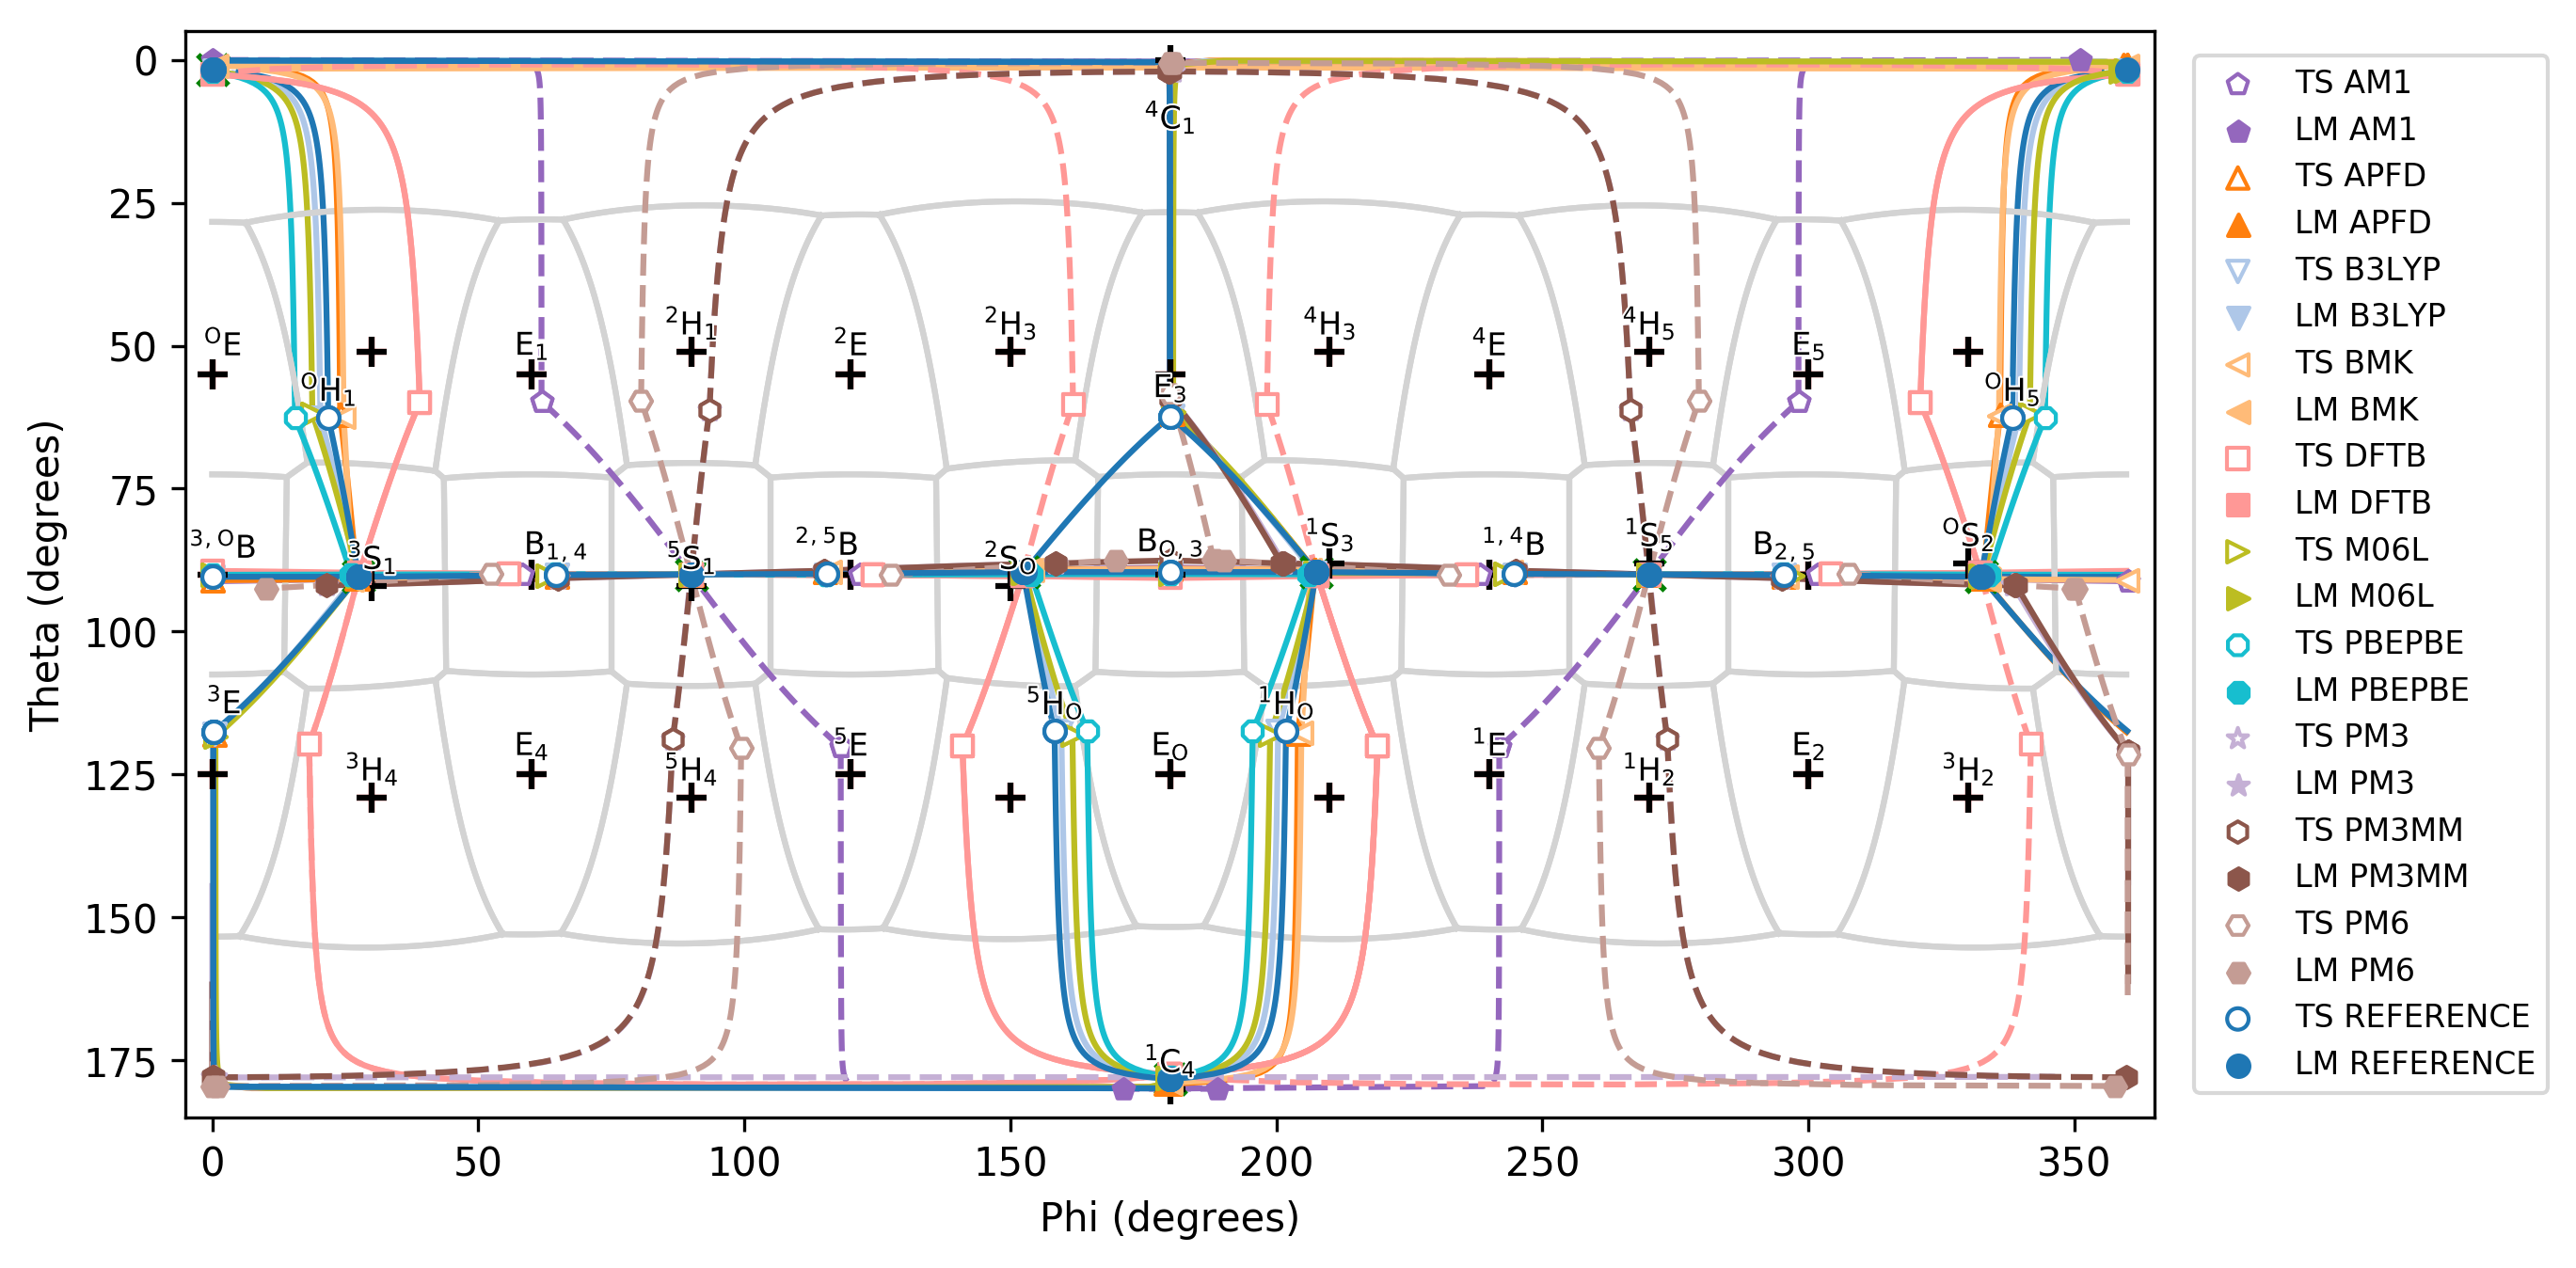 0
25
50
75
100
125
150
175
Theta (degrees)
0
50
100
150
200
250
300
350
Phi (degrees)
⁴C₁
ᴼE
ᴼH₁
E₁
²H₁
²E
²H₃
E₃
⁴H₃
⁴E
⁴H₅
E₅
ᴼH₅
³,ᴼB
³S₁
B₁,₄
⁵S₁
²,⁵B
²Sₒ
Bₒ,₃
¹S₃
¹,⁴B
¹S₅
B₂,₅
ᴼS₂
³E
³H₄
E₄
⁵H₄
⁵E
⁵Hₒ
Eₒ
¹Hₒ
¹E
¹H₂
E₂
³H₂
¹C₄
TS AM1
LM AM1
TS APFD
LM APFD
TS B3LYP
LM B3LYP
TS BMK
LM BMK
TS DFTB
LM DFTB
TS M06L
LM M06L
TS PBEPBE
LM PBEPBE
TS PM3
LM PM3
TS PM3MM
LM PM3MM
TS PM6
LM PM6
TS REFERENCE
LM REFERENCE